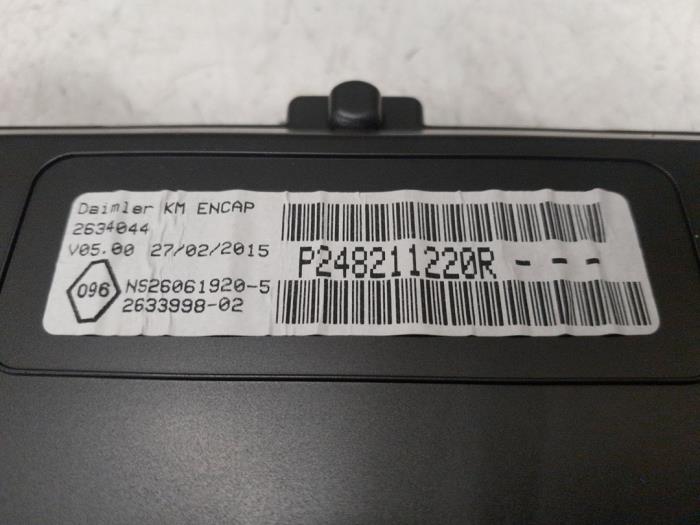 Daimler KM ENCAP
2634044
V05.00 27/02/2015
P248211220R - - -
096
NS26061920-5
2633998-02